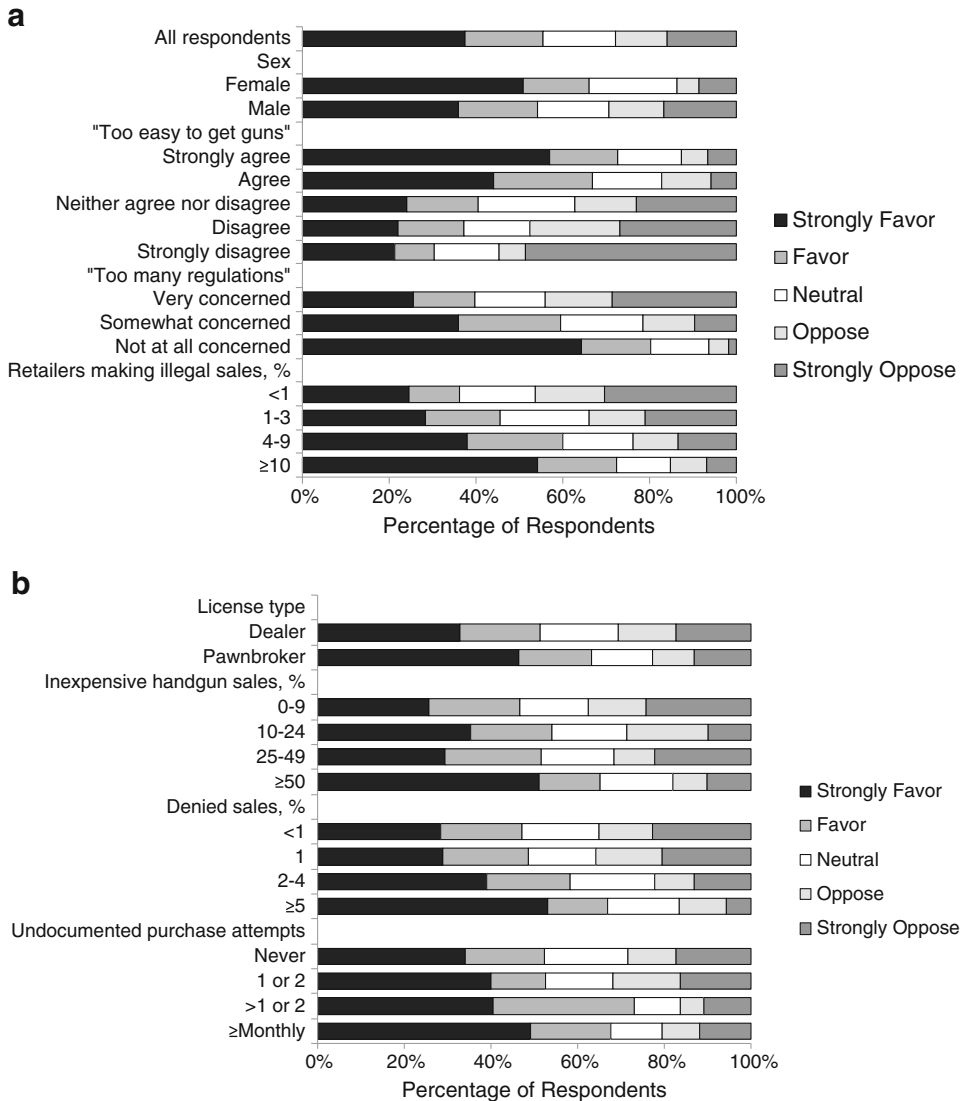 a
All respondents
Sex
Female
Male
"Too easy to get guns"
Strongly agree
Agree
Neither agree nor disagree
Disagree
Strongly disagree
"Too many regulations"
Very concerned
Somewhat concerned
Not at all concerned
Retailers making illegal sales, %
<1
1-3
4-9
≥10
0% 20% 40% 60% 80% 100%
Percentage of Respondents
Strongly Favor
Favor
Neutral
Oppose
Strongly Oppose
b
License type
Dealer
Pawnbroker
Inexpensive handgun sales, %
0-9
10-24
25-49
≥50
Denied sales, %
<1
1
2-4
≥5
Undocumented purchase attempts
Never
1 or 2
>1 or 2
≥Monthly
0% 20% 40% 60% 80% 100%
Percentage of Respondents
Strongly Favor
Favor
Neutral
Oppose
Strongly Oppose